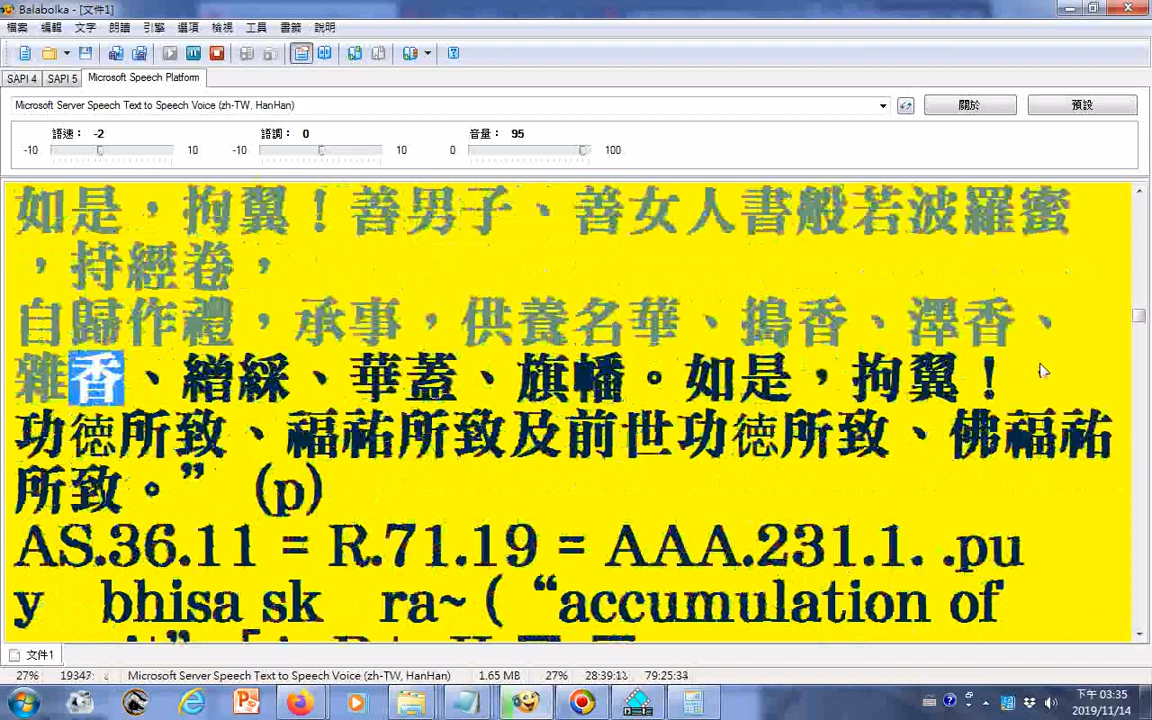 Balabolka - [文件1]
檔案 編輯 文字 朗讀 引擎 選項 檢視 工具 書籤 說明
SAPI 4 SAPI 5 Microsoft Speech Platform
Microsoft Server Speech Text to Speech Voice (zh-TW, HanHan) 關於 預設
語速： -2 語調： 0 音量： 95
-10 10 -10 10 0 100
如是，拘翼！善男子、善女人書般若波羅蜜
，持經卷，
自歸作禮，承事，供養名華、搗香、澤香、
雜香、繒綵、華蓋、旗幡。如是，拘翼！
功德所致、福祐所致及前世功德所致、佛福祐
所致。” (p)
AS.36.11 = R.71.19 = AAA.231.1. .pu
y bhisa sk ra~ ( “accumulation of
文件1
27% Microsoft Server Speech Text to Speech Voice (zh-TW, HanHan) 1.65 MB 27% 79:25:33
下午 03:35
2019/11/14